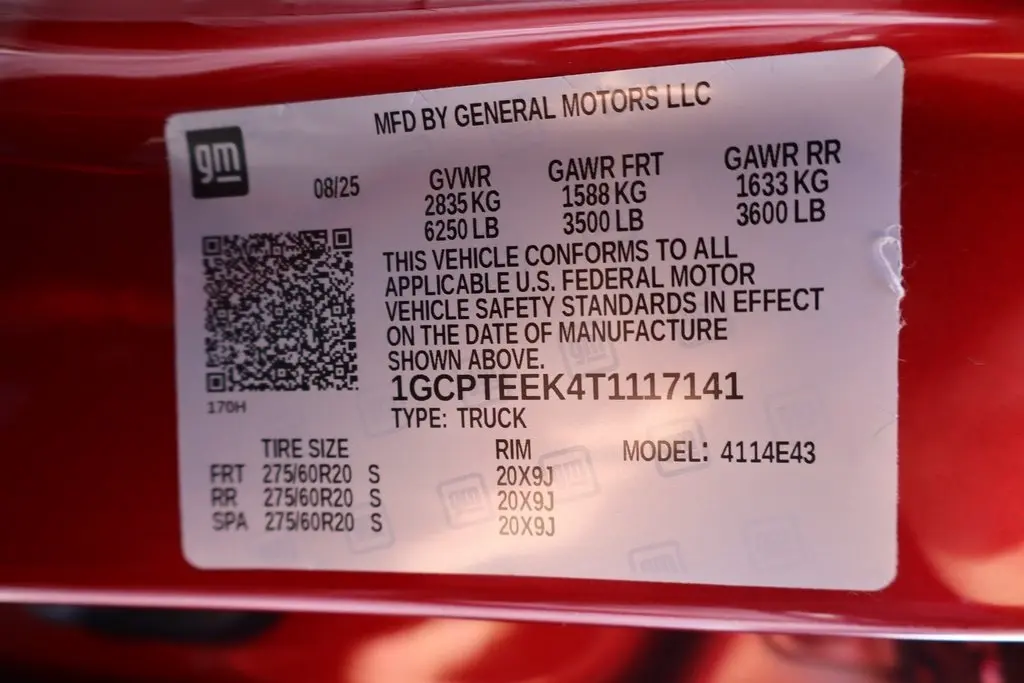 MFD BY GENERAL MOTORS LLC
gm
08/25
GVWR GAWR FRT GAWR RR
2835 KG 1588 KG 1633 KG
6250 LB 3500 LB 3600 LB
THIS VEHICLE CONFORMS TO ALL
APPLICABLE U.S. FEDERAL MOTOR
VEHICLE SAFETY STANDARDS IN EFFECT
ON THE DATE OF MANUFACTURE
SHOWN ABOVE.
1GCPTEEK4T1117141
170H
TYPE: TRUCK
TIRE SIZE RIM MODEL: 4114E43
FRT 275/60R20 S 20X9J
RR 275/60R20 S 20X9J
SPA 275/60R20 S 20X9J